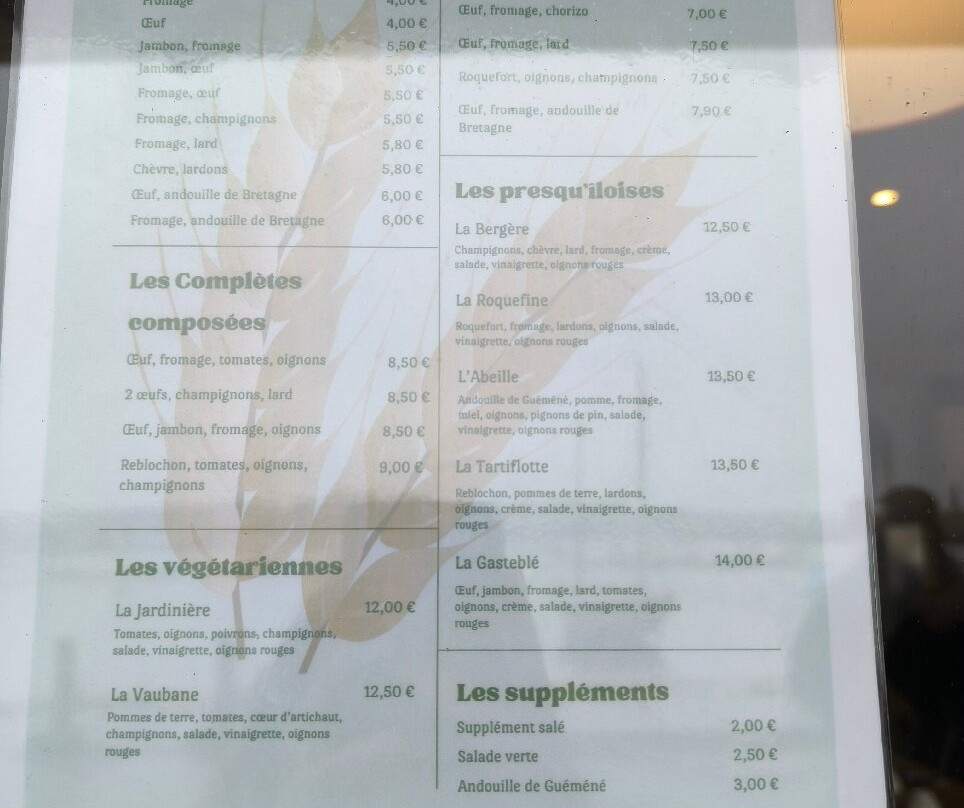 Fromage 4,00 €
Œuf 4,00 €
Jambon, fromage 5,50 €
Jambon, œuf 5,50 €
Fromage, œuf 5,50 €
Fromage, champignons 5,50 €
Fromage, lard 5,80 €
Chèvre, lardons 5,80 €
Œuf, andouille de Bretagne 6,00 €
Fromage, andouille de Bretagne 6,00 €
Les Complètes
composées
Œuf, fromage, tomates, oignons 8,50 €
2 œufs, champignons, lard 8,50 €
Œuf, jambon, fromage, oignons 8,50 €
Reblochon, tomates, oignons, 9,00 €
champignons
Les végétariennes
La Jardinière 12,00 €
Tomates, oignons, poivrons, champignons,
salade, vinaigrette, oignons rouges
La Vaubane 12,50 €
Pommes de terre, tomates, cœur d'artichaut,
champignons, salade, vinaigrette, oignons
rouges
Œuf, fromage, chorizo 7,00 €
Œuf, fromage, lard 7,50 €
Roquefort, oignons, champignons 7,50 €
Œuf, fromage, andouille de 7,90 €
Bretagne
Les presqu'îloises
La Bergère 12,50 €
Champignons, chèvre, lard, fromage, crème,
salade, vinaigrette, oignons rouges
La Roquefine 13,00 €
Roquefort, fromage, lardons, oignons, salade,
vinaigrette, oignons rouges
L'Abeille 13,50 €
Andouille de Guéméné, pomme, fromage,
miel, oignons, pignons de pin, salade,
vinaigrette, oignons rouges
La Tartiflotte 13,50 €
Reblochon, pommes de terre, lardons,
oignons, crème, salade, vinaigrette, oignons
rouges
La Gasteblé 14,00 €
Œuf, jambon, fromage, lard, tomates,
oignons, crème, salade, vinaigrette, oignons
rouges
Les suppléments
Supplément salé 2,00 €
Salade verte 2,50 €
Andouille de Guéméné 3,00 €